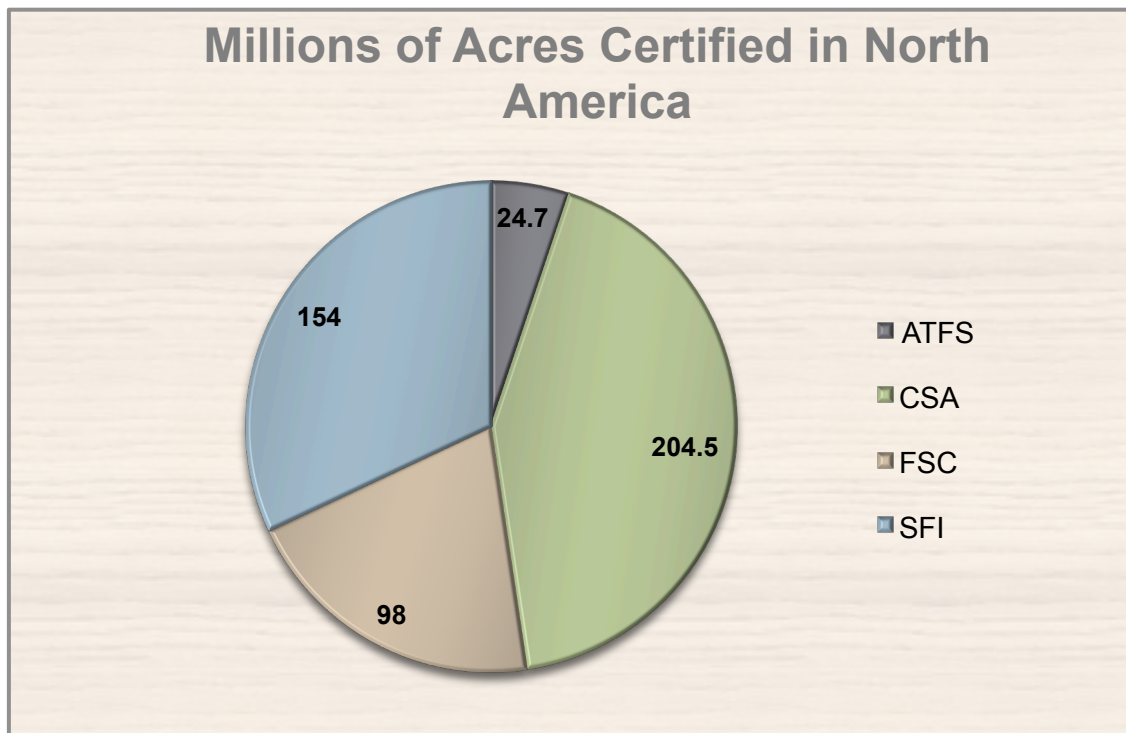 Millions of Acres Certified in North
America
24.7
154
204.5
98
ATFS
CSA
FSC
SFI